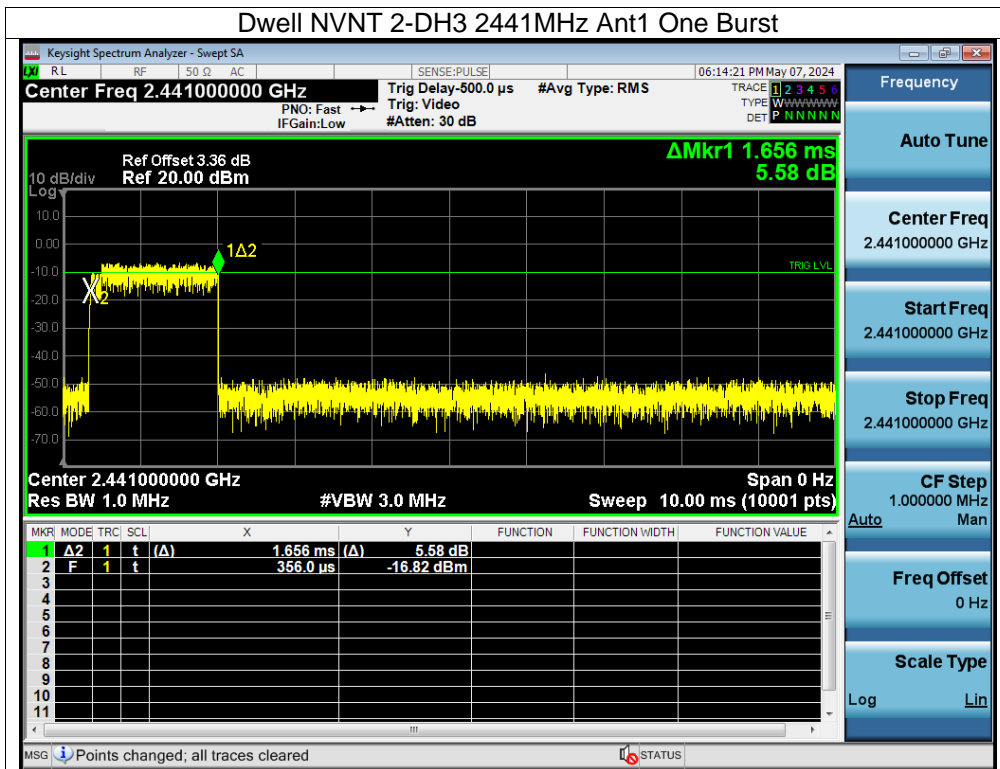 Dwell NVNT 2-DH3 2441MHz Ant1 One Burst
Keysight Spectrum Analyzer - Swept SA
LXI RL RF 50 Ω AC SENSE:PULSE 06:14:21 PM May 07, 2024
Center Freq 2.441000000 GHz Trig Delay-500.0 µs #Avg Type: RMS TRACE 1 2 3 4 5 6
PNO: Fast Trig: Video TYPE WWWWWW
IFGain:Low #Atten: 30 dB DET P N N N N N
Frequency
Auto Tune
Center Freq
2.441000000 GHz
Start Freq
2.441000000 GHz
Stop Freq
2.441000000 GHz
CF Step
1.000000 MHz
Auto Man
Freq Offset
0 Hz
Scale Type
Log Lin
ΔMkr1 1.656 ms
5.58 dB
Ref Offset 3.36 dB
10 dB/div Ref 20.00 dBm
Log
10.0
0.00
-10.0
-20.0
-30.0
-40.0
-50.0
-60.0
-70.0
1Δ2
TRIG LVL
2
Center 2.441000000 GHz Span 0 Hz
Res BW 1.0 MHz #VBW 3.0 MHz Sweep 10.00 ms (10001 pts)
MKR MODE TRC SCL X Y FUNCTION FUNCTION WIDTH FUNCTION VALUE
1 Δ2 1 t (Δ) 1.656 ms (Δ) 5.58 dB
2 F 1 t 356.0 µs -16.82 dBm
3
4
5
6
7
8
9
10
11
MSG Points changed; all traces cleared STATUS